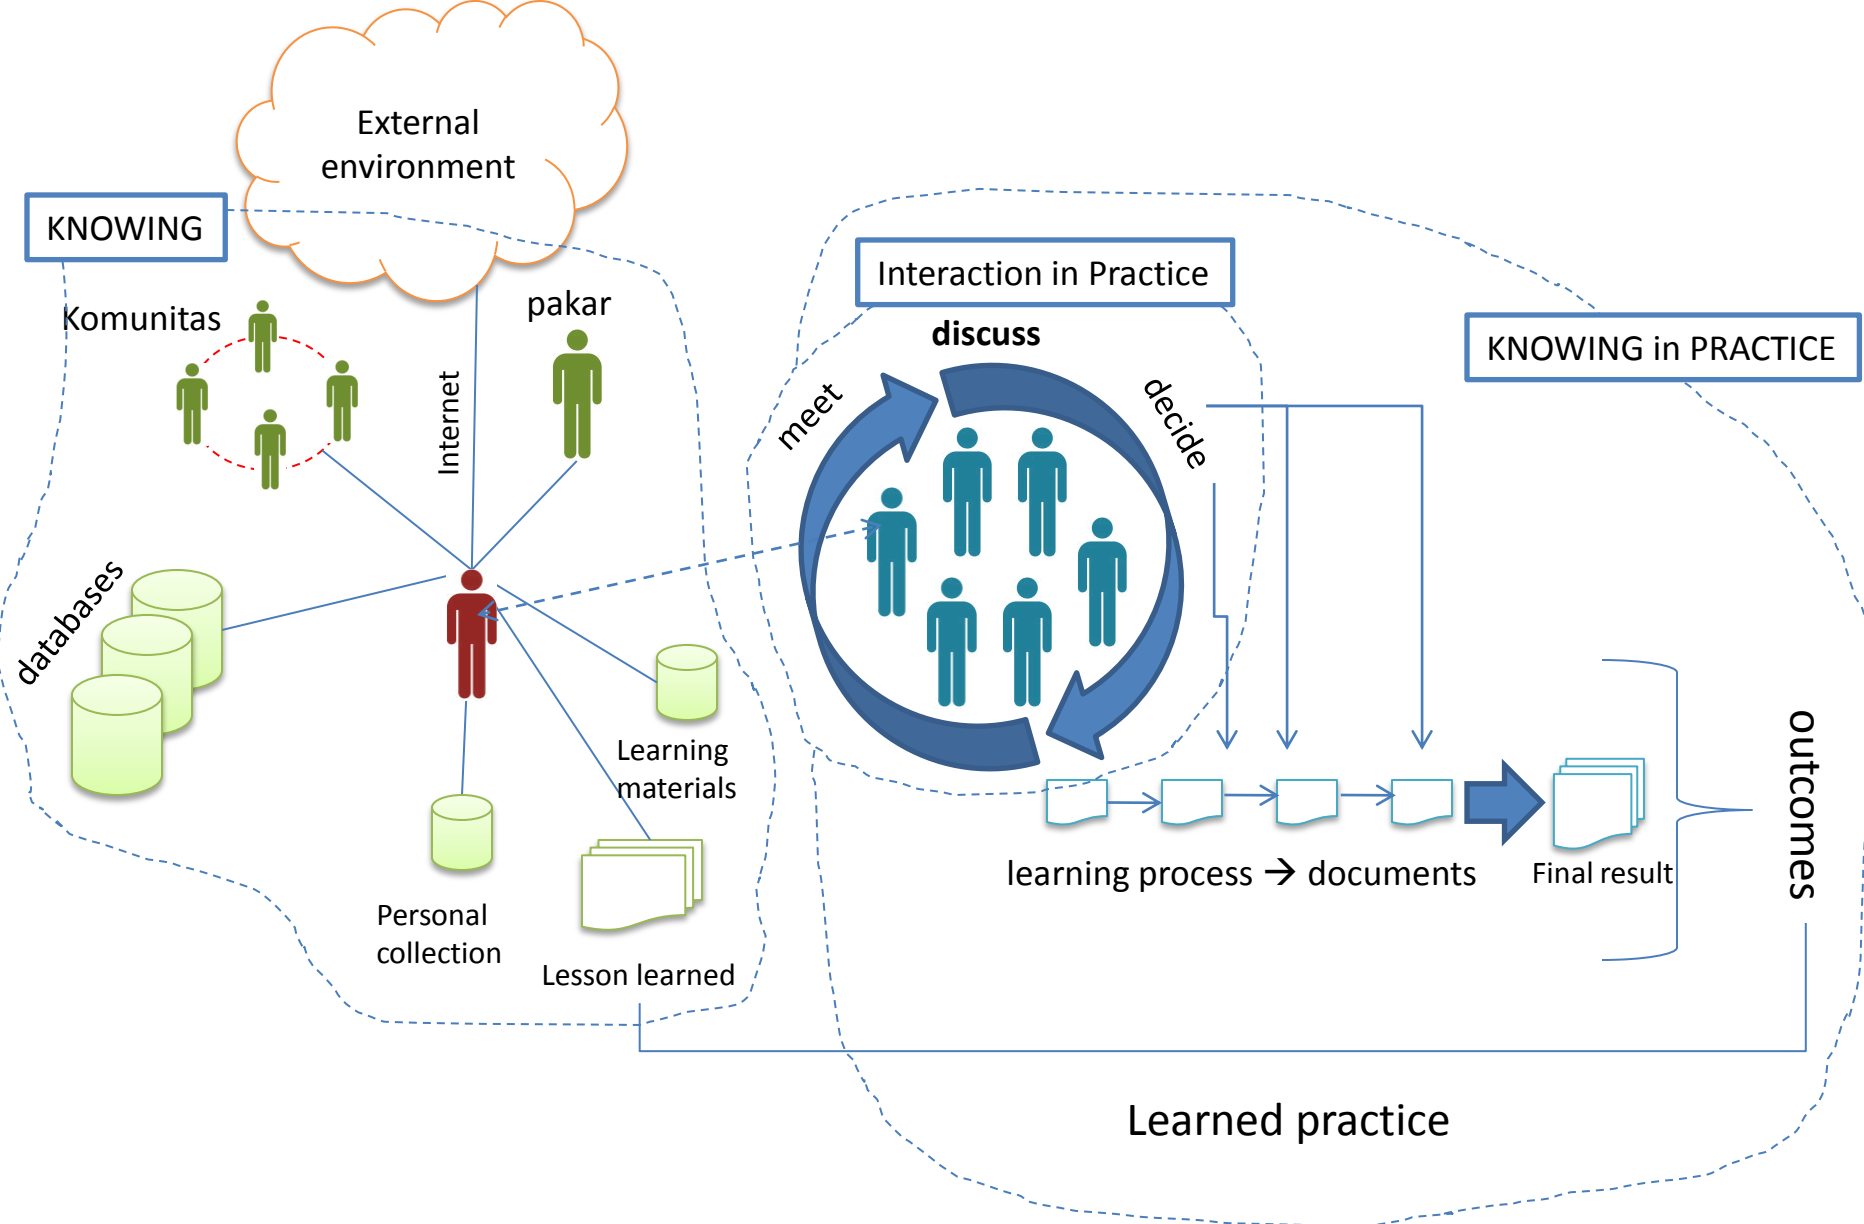 External
environment
KNOWING
Komunitas
pakar
Internet
databases
Learning
materials
Personal
collection
Lesson learned
Interaction in Practice
KNOWING in PRACTICE
meet
discuss
decide
learning process → documents
Final result
outcomes
Learned practice